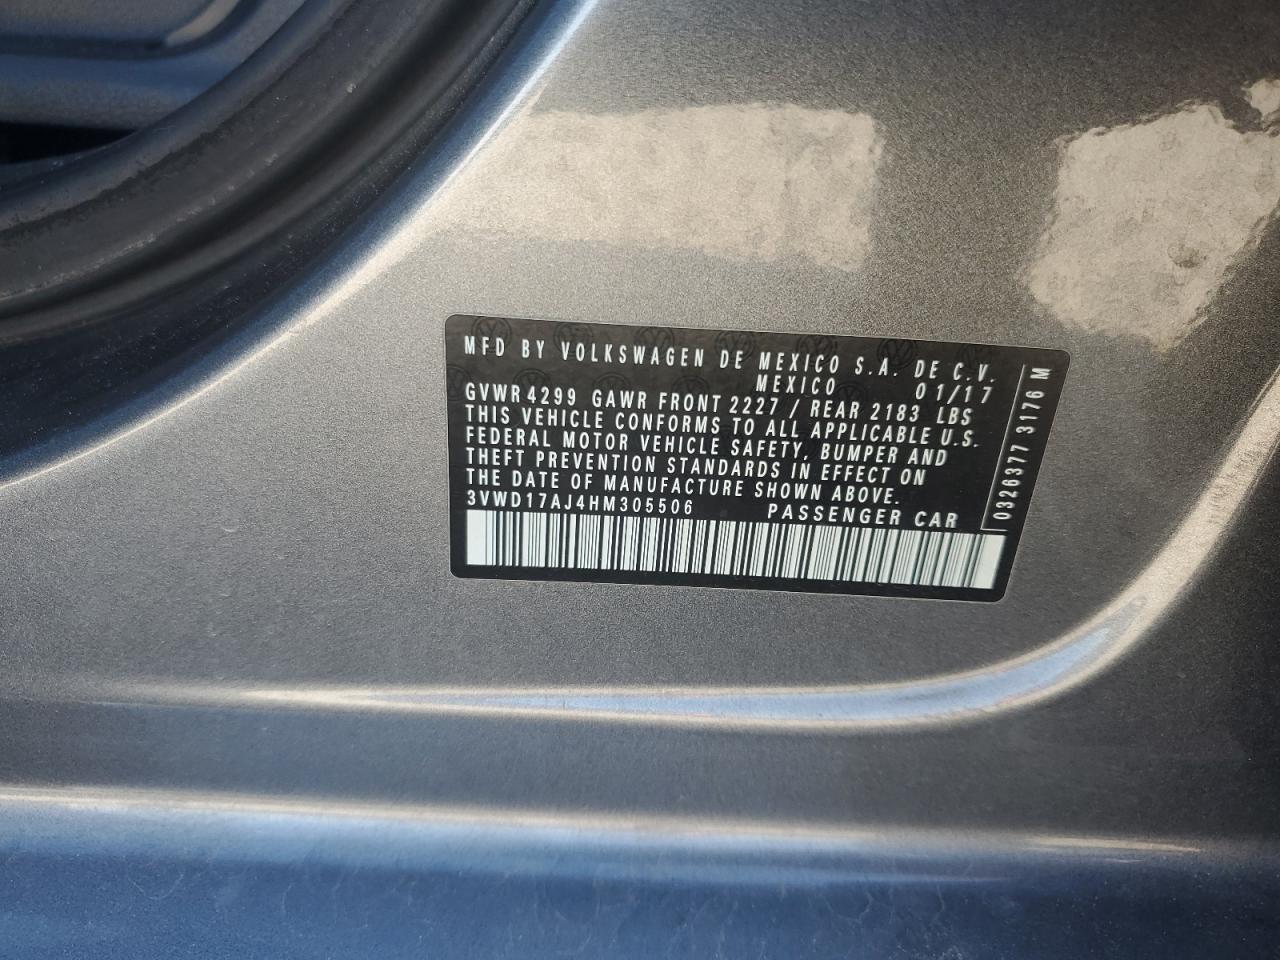 MFD BY VOLKSWAGEN DE MEXICO S.A. DE C.V.
MEXICO 01/17
GVWR 4299 GAWR FRONT 2227 / REAR 2183 LBS
THIS VEHICLE CONFORMS TO ALL APPLICABLE U.S.
FEDERAL MOTOR VEHICLE SAFETY, BUMPER AND
THEFT PREVENTION STANDARDS IN EFFECT ON
THE DATE OF MANUFACTURE SHOWN ABOVE.
3VWD17AJ4HM305506 PASSENGER CAR
0326377 3176 M